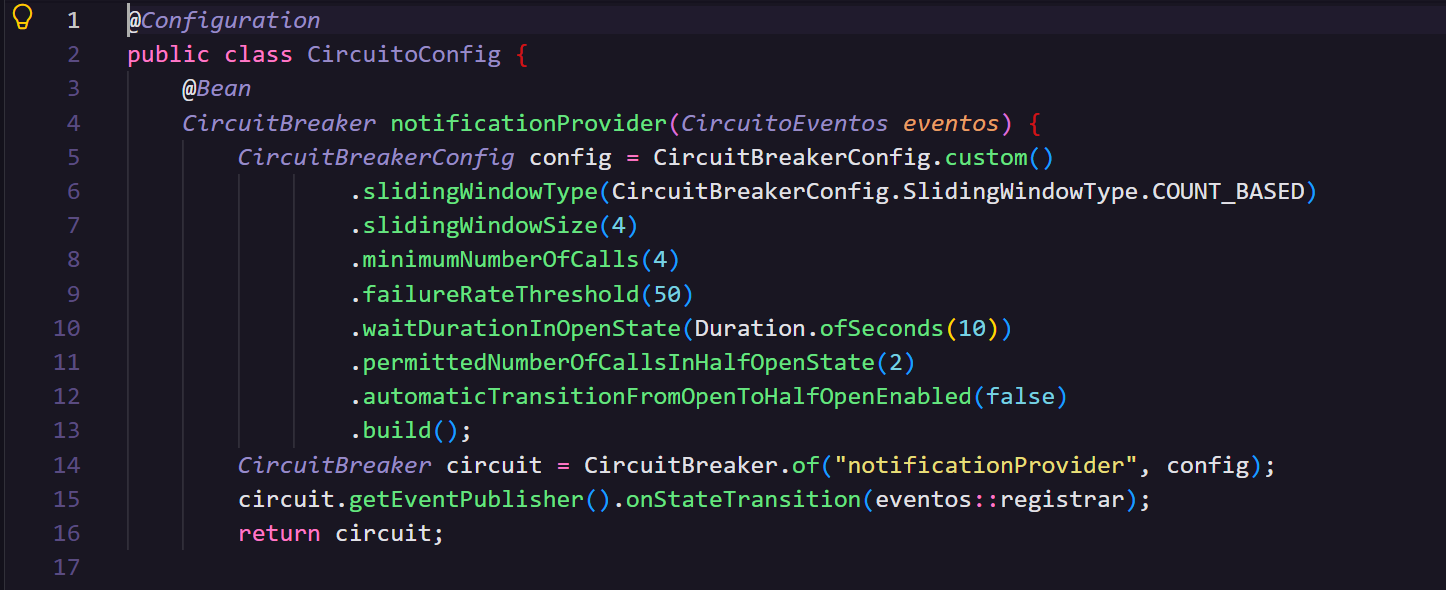 1 @Configuration
2 public class CircuitoConfig {
3 @Bean
4 CircuitBreaker notificationProvider(CircuitoEventos eventos) {
5 CircuitBreakerConfig config = CircuitBreakerConfig.custom()
6 .slidingWindowType(CircuitBreakerConfig.SlidingWindowType.COUNT_BASED)
7 .slidingWindowSize(4)
8 .minimumNumberOfCalls(4)
9 .failureRateThreshold(50)
10 .waitDurationInOpenState(Duration.ofSeconds(10))
11 .permittedNumberOfCallsInHalfOpenState(2)
12 .automaticTransitionFromOpenToHalfOpenEnabled(false)
13 .build();
14 CircuitBreaker circuit = CircuitBreaker.of("notificationProvider", config);
15 circuit.getEventPublisher().onStateTransition(eventos::registrar);
16 return circuit;
17